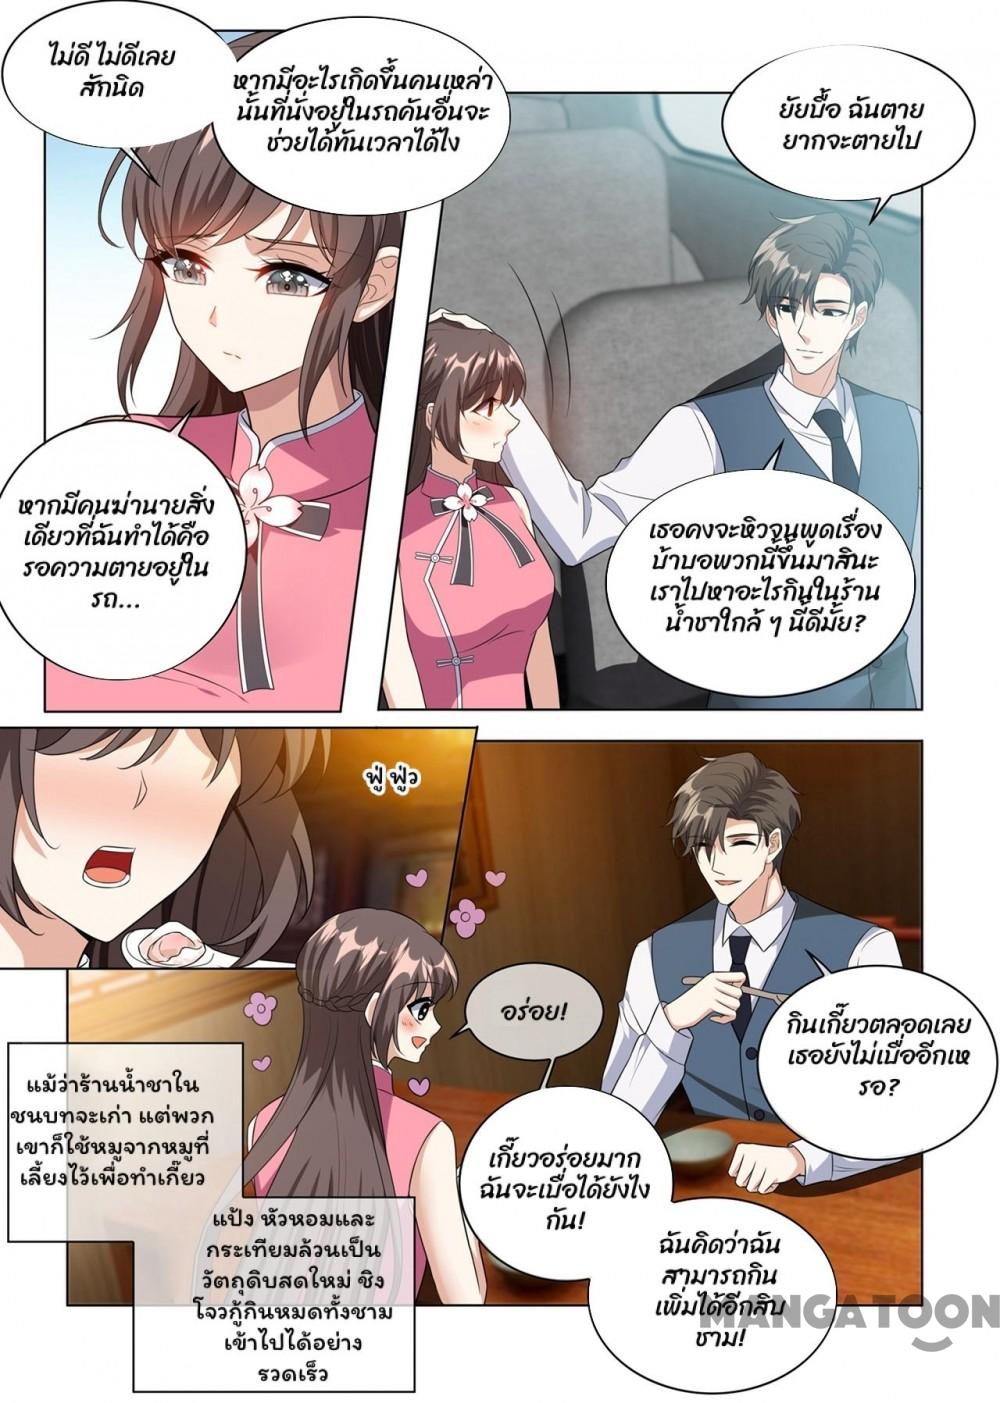 ไม่ดี ไม่ดีเลย
สักนิด
หากมีอะไรเกิดขึ้นคนเหล่า
นั้นที่นั่งอยู่ในรถคันอื่นจะ
ช่วยได้ทันเวลาได้ไง
ยัยบื้อ ฉันตาย
ยากจะตายไป
หากมีคนฆ่านายสิ่ง
เดียวที่ฉันทำได้คือ
รอความตายอยู่ใน
รถ...
เธอคงจะหิวจนพูดเรื่อง
บ้าบอพวกนี้ขึ้นมาสินะ
เราไปหาอะไรกินในร้าน
น้ำชาใกล้ ๆ นี้ดีมั้ย?
ฟู่ ฟู่ว
อร่อย!
กินเกี๊ยวตลอดเลย
เธอยังไม่เบื่ออีกเห
รอ?
แม้ว่าร้านน้ำชาใน
ชนบทจะเก่า แต่พวก
เขาก็ใช้หมูจากหมูที่
เลี้ยงไว้เพื่อทำเกี๊ยว
เกี๊ยวอร่อยมาก
ฉันจะเบื่อได้ยังไง
กัน!
แป้ง หัวหอมและ
กระเทียมล้วนเป็น
วัตถุดิบสดใหม่ ชิง
โจวกู้กินหมดทั้งชาม
เข้าไปได้อย่าง
รวดเร็ว
ฉันคิดว่าฉัน
สามารถกิน
เพิ่มได้อีกสิบ
ชาม!
MANGATOON